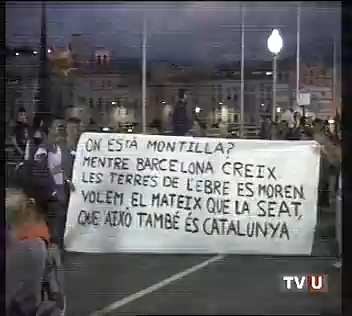 ON ESTÀ MONTILLA?
MENTRE BARCELONA CREIX
LES TERRES DE L'EBRE ES MOREN
VOLEM EL MATEIX QUE LA SEAT,
QUE AIXÒ TAMBÉ ÉS CATALUNYA
TVU